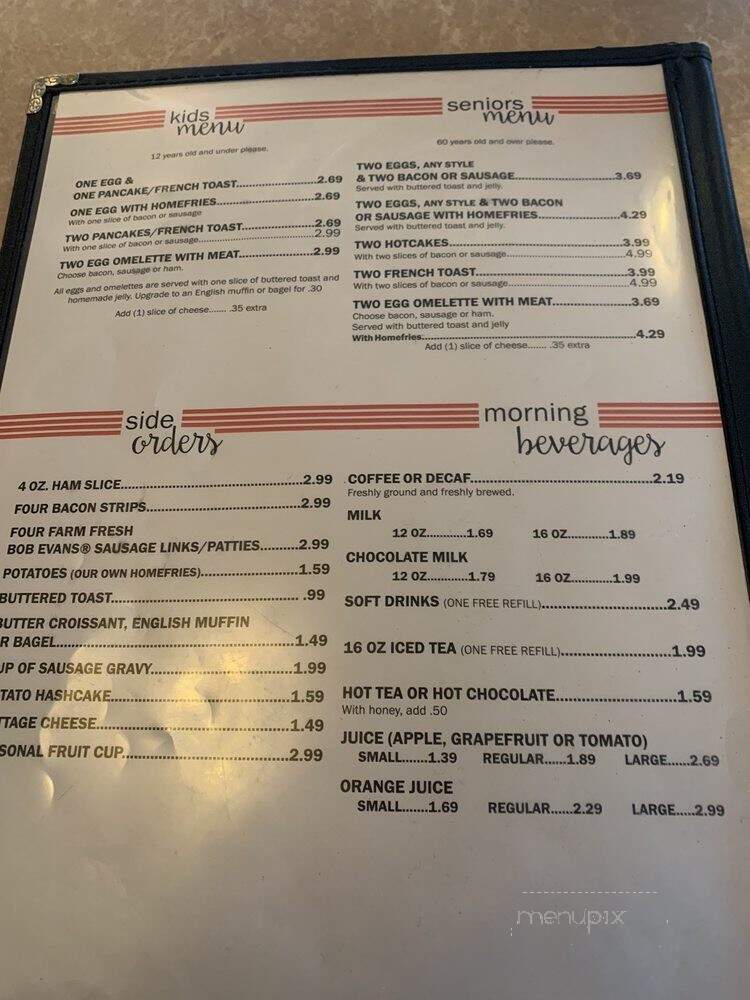 kids
menu
12 years old and under please.
ONE EGG &
ONE PANCAKE/FRENCH TOAST..................2.69
ONE EGG WITH HOMEFRIES.........................2.69
With one slice of bacon or sausage
TWO PANCAKES/FRENCH TOAST...............2.69
With one slice of bacon or sausage..................................2.99
TWO EGG OMELETTE WITH MEAT...............2.99
Choose bacon, sausage or ham.
All eggs and omelettes are served with one slice of buttered toast and
homemade jelly. Upgrade to an English muffin or bagel for .30
Add (1) slice of cheese....... .35 extra
seniors
menu
60 years old and over please.
TWO EGGS, ANY STYLE
& TWO BACON OR SAUSAGE.......................3.69
Served with buttered toast and jelly.
TWO EGGS, ANY STYLE & TWO BACON
OR SAUSAGE WITH HOMEFRIES...................4.29
Served with buttered toast and jelly.
TWO HOTCAKES.........................................3.99
With two slices of bacon or sausage...................................4.99
TWO FRENCH TOAST...................................3.99
With two slices of bacon or sausage...................................4.99
TWO EGG OMELETTE WITH MEAT..................3.69
Choose bacon, sausage or ham.
Served with buttered toast and jelly
With Homefries...............................................................4.29
Add (1) slice of cheese....... .35 extra
side
orders
4 OZ. HAM SLICE.......................................2.99
FOUR BACON STRIPS.................................2.99
FOUR FARM FRESH
BOB EVANS® SAUSAGE LINKS/PATTIES.........2.99
POTATOES (OUR OWN HOMEFRIES).......................1.59
BUTTERED TOAST....................................... .99
BUTTER CROISSANT, ENGLISH MUFFIN
R BAGEL....................................................1.49
UP OF SAUSAGE GRAVY..............................1.99
TATO HASHCAKE.......................................1.59
TTAGE CHEESE..........................................1.49
SONAL FRUIT CUP......................................2.99
morning
beverages
COFFEE OR DECAF......................................2.19
Freshly ground and freshly brewed.
MILK
12 OZ............1.69 16 OZ............1.89
CHOCOLATE MILK
12 OZ............1.79 16 OZ............1.99
SOFT DRINKS (ONE FREE REFILL)...........................2.49
16 OZ ICED TEA (ONE FREE REFILL)........................1.99
HOT TEA OR HOT CHOCOLATE.........................1.59
With honey, add .50
JUICE (APPLE, GRAPEFRUIT OR TOMATO)
SMALL.......1.39 REGULAR......1.89 LARGE......2.69
ORANGE JUICE
SMALL.......1.69 REGULAR......2.29 LARGE.....2.99
menupix